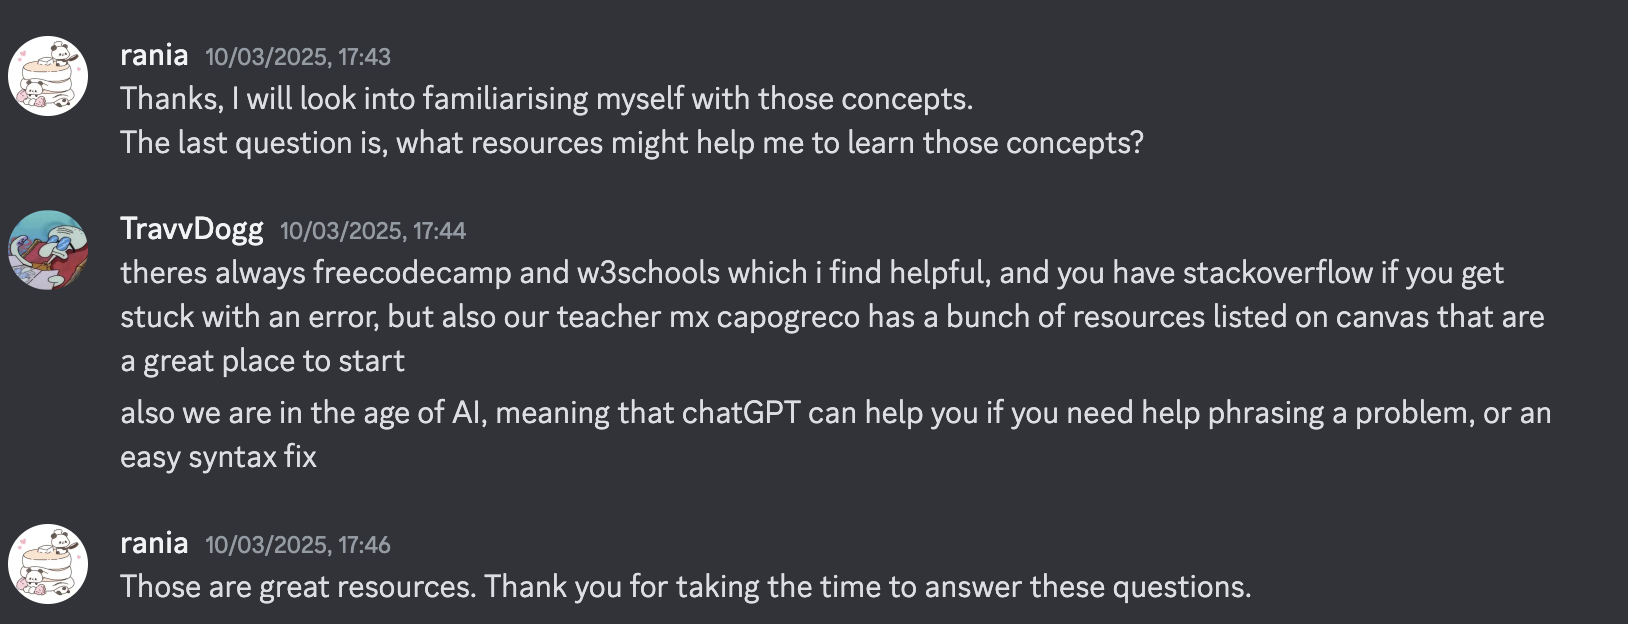 rania 10/03/2025, 17:43
Thanks, I will look into familiarising myself with those concepts.
The last question is, what resources might help me to learn those concepts?
TravvDogg 10/03/2025, 17:44
theres always freecodecamp and w3schools which i find helpful, and you have stackoverflow if you get
stuck with an error, but also our teacher mx capogreco has a bunch of resources listed on canvas that are
a great place to start
also we are in the age of AI, meaning that chatGPT can help you if you need help phrasing a problem, or an
easy syntax fix
rania 10/03/2025, 17:46
Those are great resources. Thank you for taking the time to answer these questions.